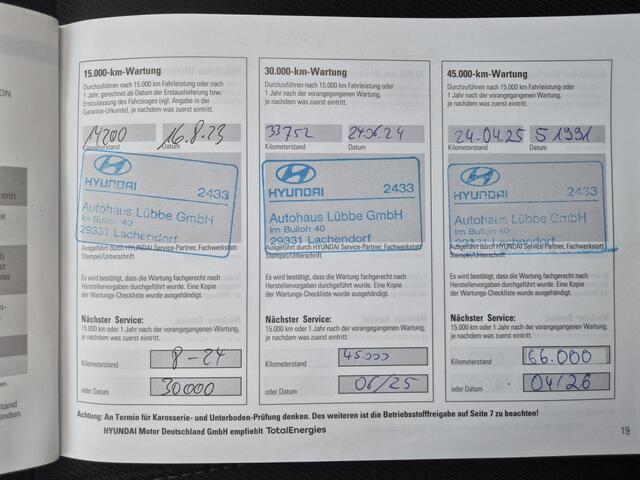 15.000-km-Wartung
Durchzuführen nach 15.000 km Fahrleistung oder nach
1 Jahr, gerechnet ab Datum der Erstauslieferung bzw.
Erstzulassung des Fahrzeuges (vgl. Angabe in der
Garantie-Urkunde), je nachdem was zuerst eintritt.
14200 16.8.23
Kilometerstand Datum
HYUNDAI 2433
Autohaus Lübbe GmbH
Im Bulloh 40
29331 Lachendorf
Ausgeführt durch HYUNDAI Service-Partner, Fachwerkstatt
Stempel/Unterschrift
Es wird bestätigt, dass die Wartung fachgerecht nach
Herstellervorgaben durchgeführt wurde. Eine Kopie
der Wartungs-Checkliste wurde ausgehändigt.
Nächster Service:
15.000 km oder 1 Jahr nach der vorangegangenen Wartung,
je nachdem was zuerst eintritt.
Kilometerstand 8-24
oder Datum 30000
30.000-km-Wartung
Durchzuführen nach 15.000 km Fahrleistung oder
1 Jahr nach der vorangegangenen Wartung,
je nachdem was zuerst eintritt.
33752 24.06.24
Kilometerstand Datum
HYUNDAI 2433
Autohaus Lübbe GmbH
Im Bulloh 40
29331 Lachendorf
Ausgeführt durch HYUNDAI Service-Partner, Fachwerkstatt
Stempel/Unterschrift
Es wird bestätigt, dass die Wartung fachgerecht nach
Herstellervorgaben durchgeführt wurde. Eine Kopie
der Wartungs-Checkliste wurde ausgehändigt.
Nächster Service:
15.000 km oder 1 Jahr nach der vorangegangenen Wartung,
je nachdem was zuerst eintritt.
Kilometerstand 45.000
oder Datum 06/25
45.000-km-Wartung
Durchzuführen nach 15.000 km Fahrleistung oder
1 Jahr nach der vorangegangenen Wartung,
je nachdem was zuerst eintritt.
24.04.25 51991
Kilometerstand Datum
HYUNDAI 2433
Autohaus Lübbe GmbH
Im Bulloh 40
29331 Lachendorf
Ausgeführt durch HYUNDAI Service-Partner, Fachwerkstatt
Stempel/Unterschrift
Es wird bestätigt, dass die Wartung fachgerecht nach
Herstellervorgaben durchgeführt wurde. Eine Kopie
der Wartungs-Checkliste wurde ausgehändigt.
Nächster Service:
15.000 km oder 1 Jahr nach der vorangegangenen Wartung,
je nachdem was zuerst eintritt.
Kilometerstand 66.000
oder Datum 04/26
Achtung: An Termin für Karosserie- und Unterboden-Prüfung denken. Des weiteren ist die Betriebsstofffreigabe auf Seite 7 zu beachten!
HYUNDAI Motor Deutschland GmbH empfiehlt TotalEnergies
19